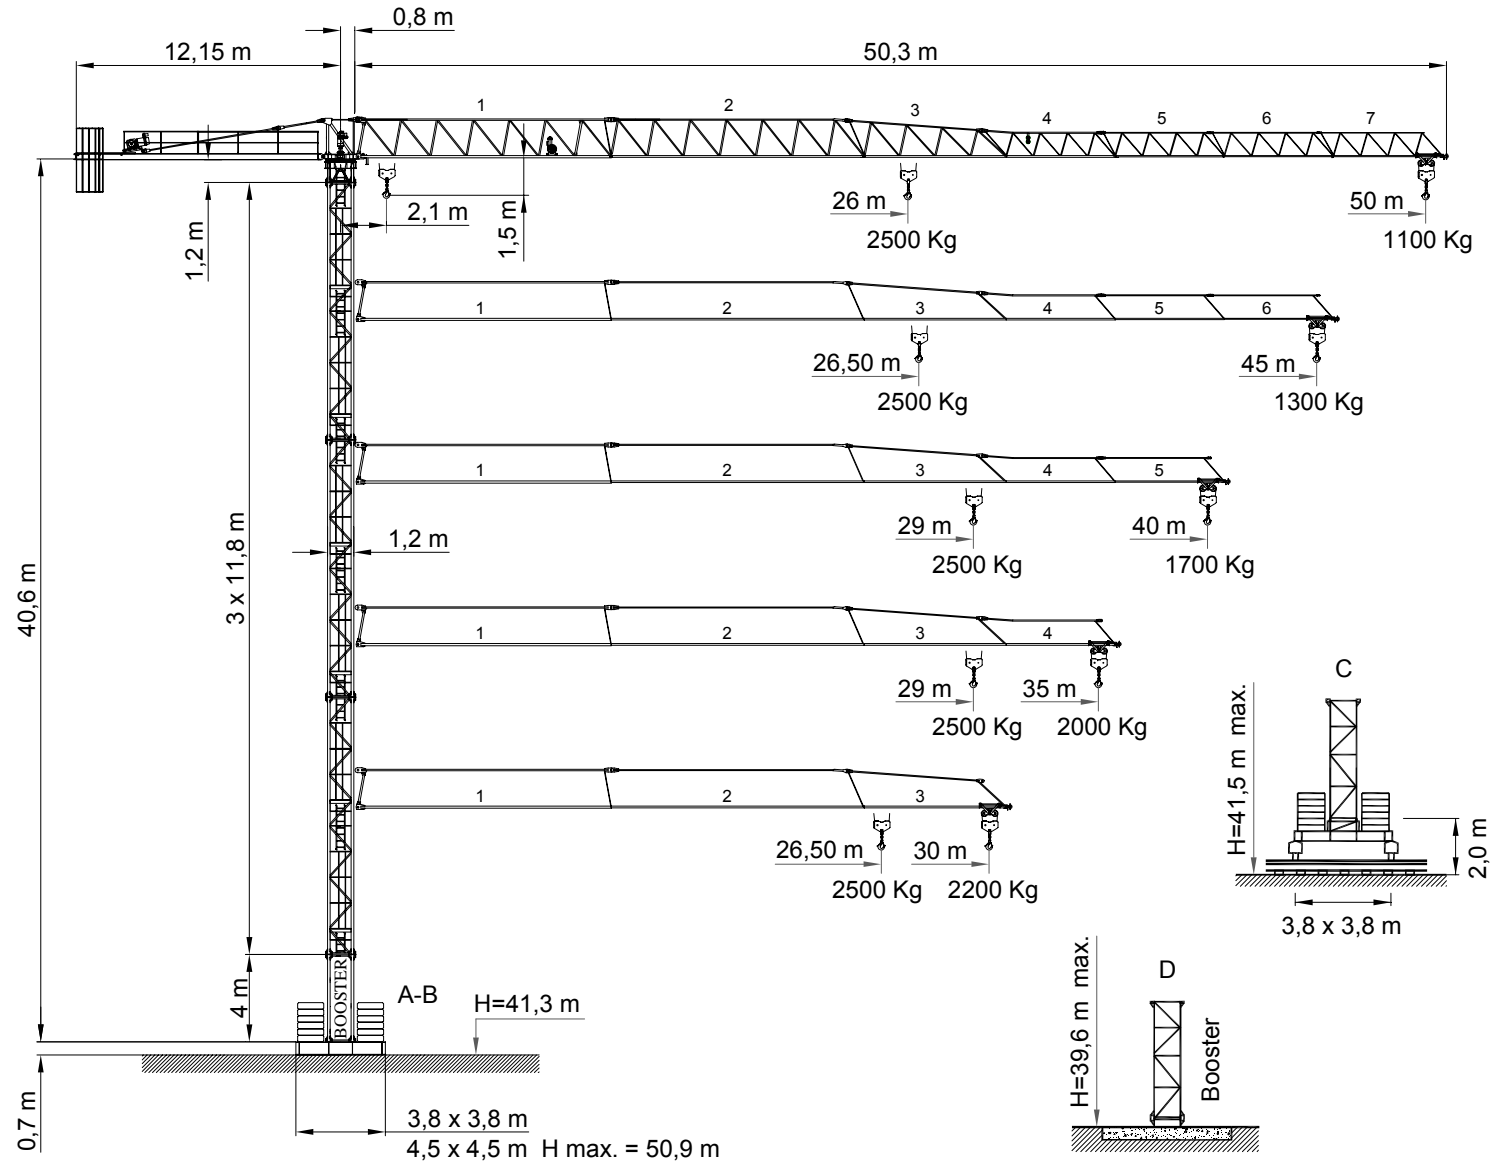 0,8 m
12,15 m
50,3 m
1 2 3 4 5 6 7
2,1 m
1,2 m
1,5 m
26 m
2500 Kg
50 m
1100 Kg
1 2 3 4 5 6
26,50 m
2500 Kg
45 m
1300 Kg
1 2 3 4 5
29 m
2500 Kg
40 m
1700 Kg
1,2 m
3 x 11,8 m
40,6 m
1 2 3 4
29 m
2500 Kg
35 m
2000 Kg
1 2 3
26,50 m
2500 Kg
30 m
2200 Kg
C
H=41,5 m max.
2,0 m
3,8 x 3,8 m
BOOSTER
4 m
A-B
H=41,3 m
0,7 m
3,8 x 3,8 m
4,5 x 4,5 m H max. = 50,9 m
D
H=39,6 m max.
Booster